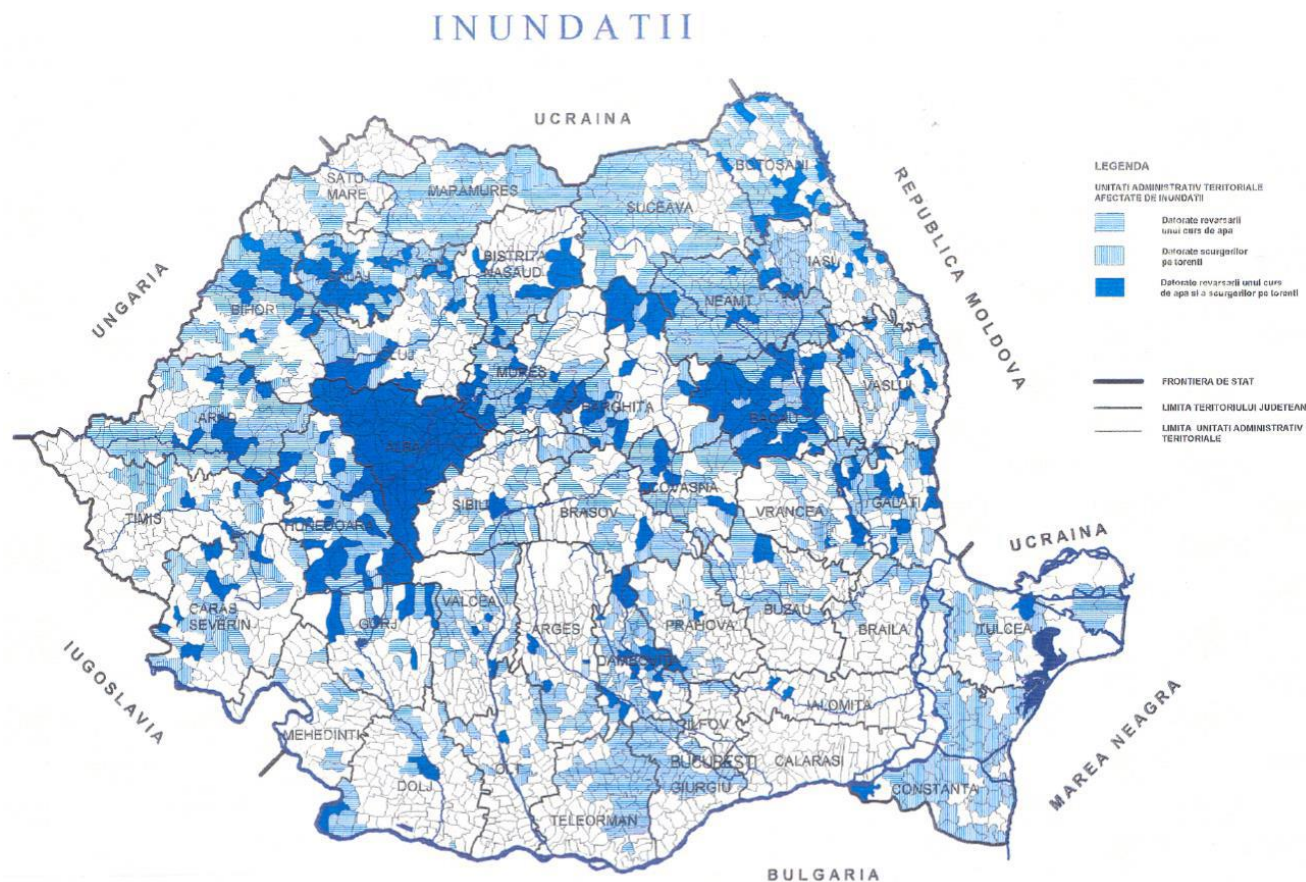 INUNDATII
UCRAINA
REPUBLICA MOLDOVA
UNGARIA
IUGOSLAVIA
BULGARIA
MAREA NEAGRA
UCRAINA
SATO
MARE
MARAMURES
SUCEAVA
BOTOSANI
BISTRITA
NASAUD
IASI
BIHOR
SALAJ
NEAMT
CLUJ
MURES
HARGHITA
BACAU
VASLUI
ARAD
ALBA
TIMIS
HUNEDOARA
SIBIU
BRASOV
COVASNA
VRANCEA
GALATI
CARAS
SEVERIN
GORJ
VALCEA
ARGES
PRAHOVA
BUZAU
BRAILA
TULCEA
DAMBOVITA
IALOMITA
MEHEDINTI
DOLJ
OLT
ILFOV
BUCURESTI
CALARASI
GIURGIU
TELEORMAN
CONSTANTA
LEGENDA
UNITATI ADMINISTRATIV TERITORIALE
AFECTATE DE INUNDATII
Datorate revarsarii
unui curs de apa
Datorate scurgerilor
pe torenti
Datorate revarsarii unui curs
de apa si a scurgerilor pe torenti
FRONTIERA DE STAT
LIMITA TERITORIULUI JUDETEAN
LIMITA UNITATI ADMINISTRATIV
TERITORIALE